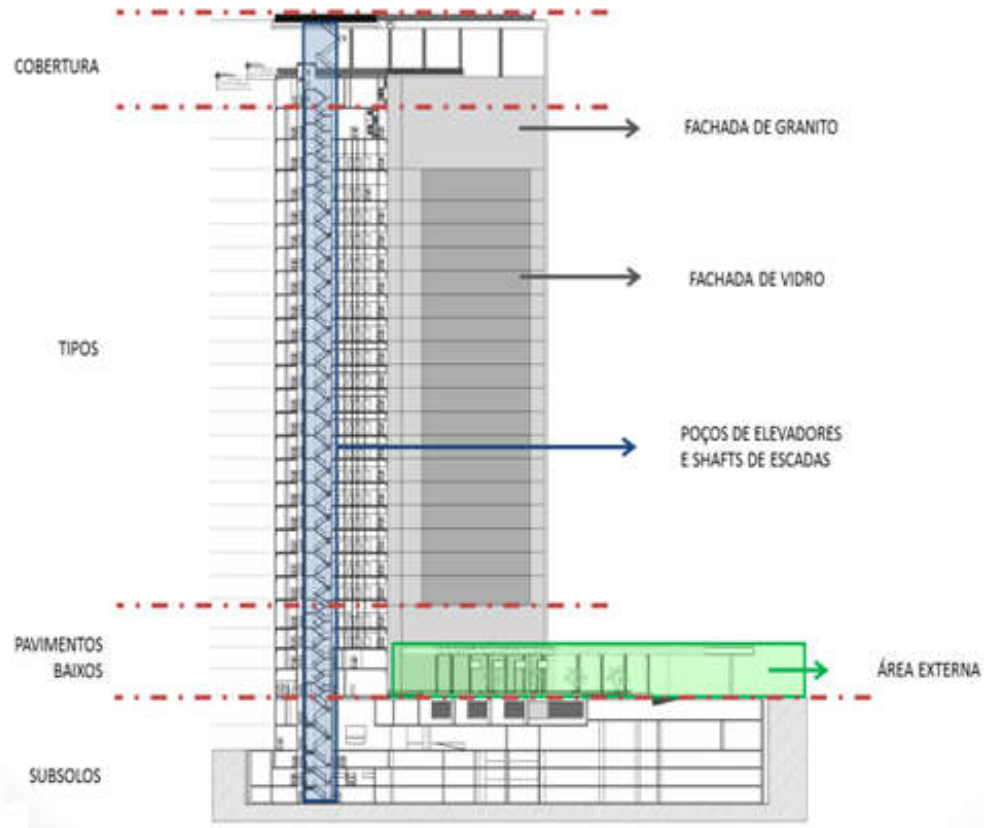 COBERTURA
FACHADA DE GRANITO
FACHADA DE VIDRO
TIPOS
POÇOS DE ELEVADORES
E SHAFTS DE ESCADAS
PAVIMENTOS
BAIXOS
ÁREA EXTERNA
SUBSOLOS